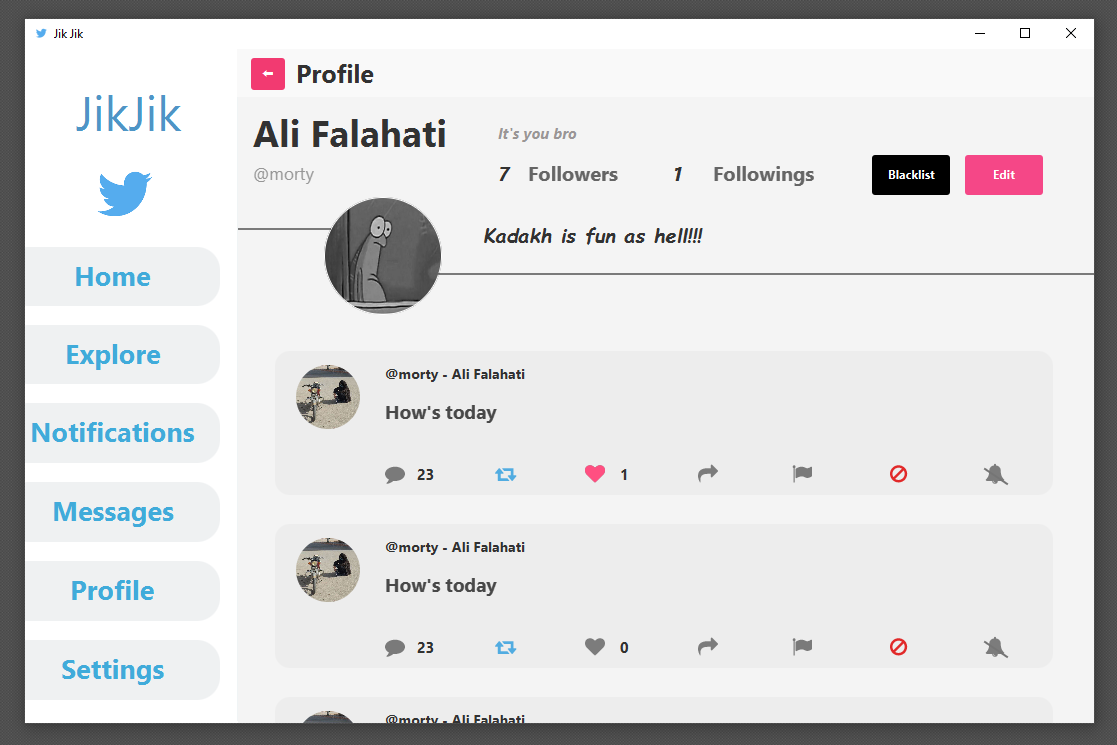 Jik Jik
JikJik
Home
Explore
Notifications
Messages
Profile
Settings
Profile
Ali Falahati
@morty
It's you bro
7 Followers 1 Followings
Blacklist
Edit
Kadakh is fun as hell!!!
@morty - Ali Falahati
How's today
23 1
@morty - Ali Falahati
How's today
23 0
@morty - Ali Falahati